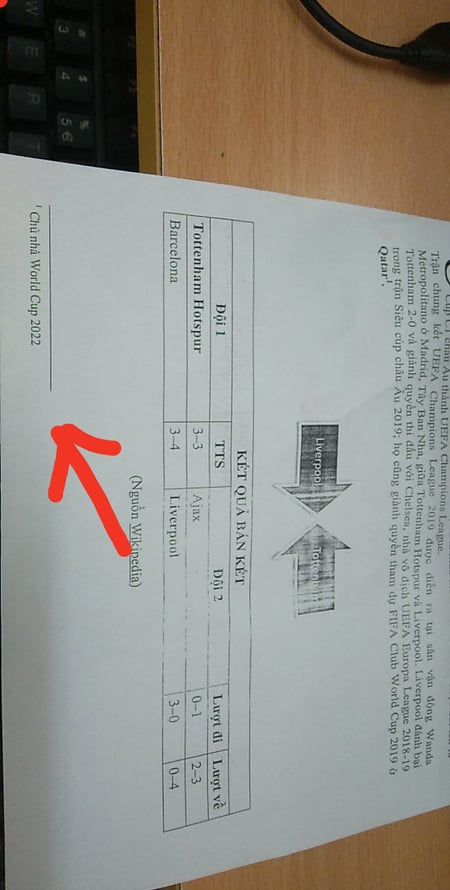 Cúp C1 châu Âu thành UEFA Champions League.
Trận chung kết UEFA Champions League 2019 được diễn ra tại sân vận động Wanda
Metropolitano ở Madrid, Tây Ban Nha, giữa Tottenham Hotspur và Liverpool. Liverpool đánh bại
Tottenham 2-0 và giành quyền thi đấu với Chelsea, nhà vô địch UEFA Europa League 2018-19
trong trận Siêu cúp châu Âu 2019; họ cũng giành quyền tham dự FIFA Club World Cup 2019 ở
Qatar¹.
Liverpool
KẾT QUẢ BÁN KẾT
Đội 1 TTS Đội 2 Lượt đi Lượt về
Tottenham Hotspur 3–3 Ajax 0–1 2–3
Barcelona 3–4 Liverpool 3–0 0–4
(Nguồn Wikipedia)
¹ Chủ nhà World Cup 2022
W E R T
# 3 $ 4 % 5 €